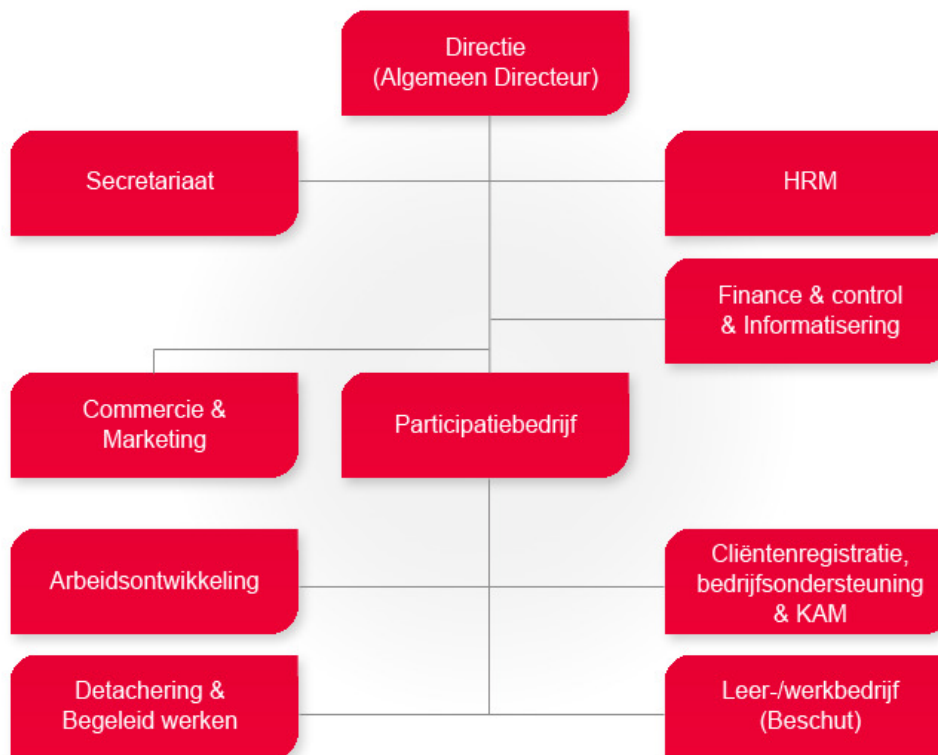 Directie
(Algemeen Directeur)
Secretariaat
HRM
Finance & control
& Informatisering
Commercie &
Marketing
Participatiebedrijf
Arbeidsontwikkeling
Cliëntenregistratie,
bedrijfsondersteuning
& KAM
Detachering &
Begeleid werken
Leer-/werkbedrijf
(Beschut)